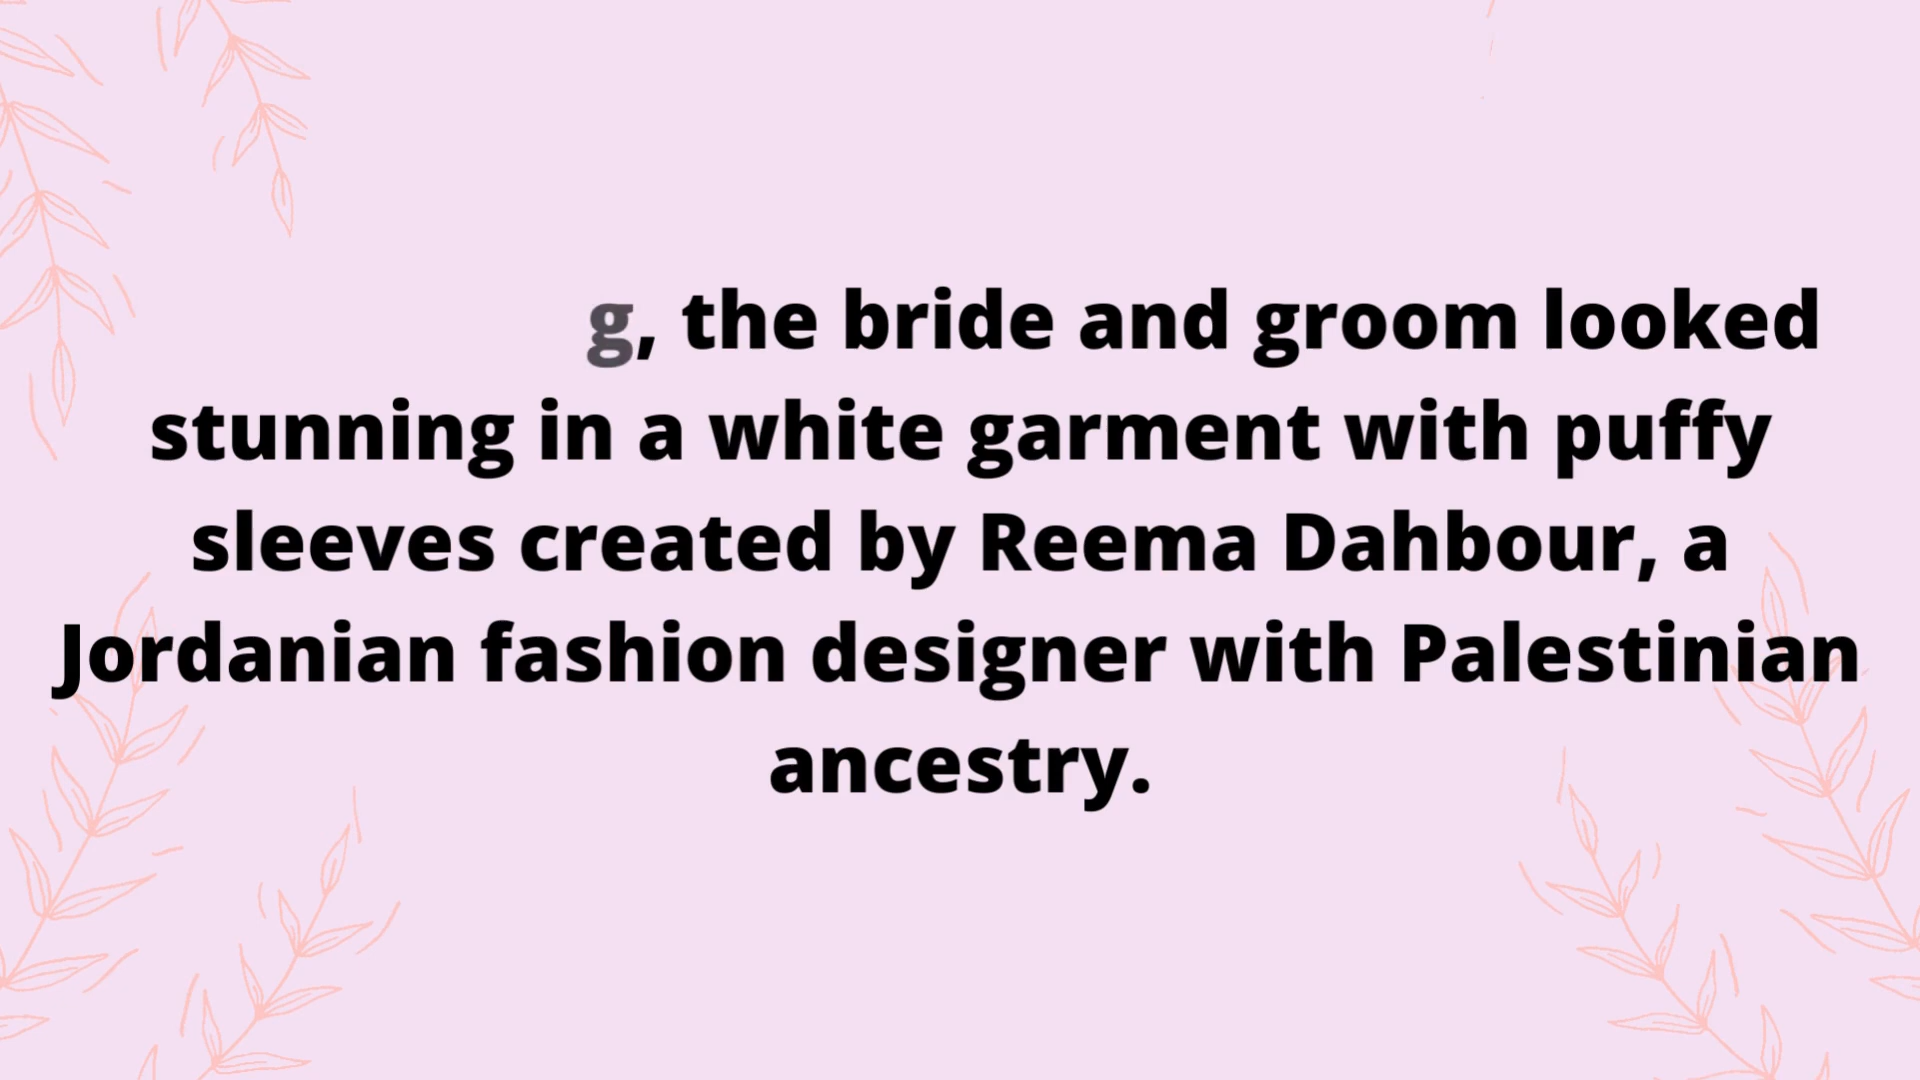 g, the bride and groom looked
stunning in a white garment with puffy
sleeves created by Reema Dahbour, a
Jordanian fashion designer with Palestinian
ancestry.